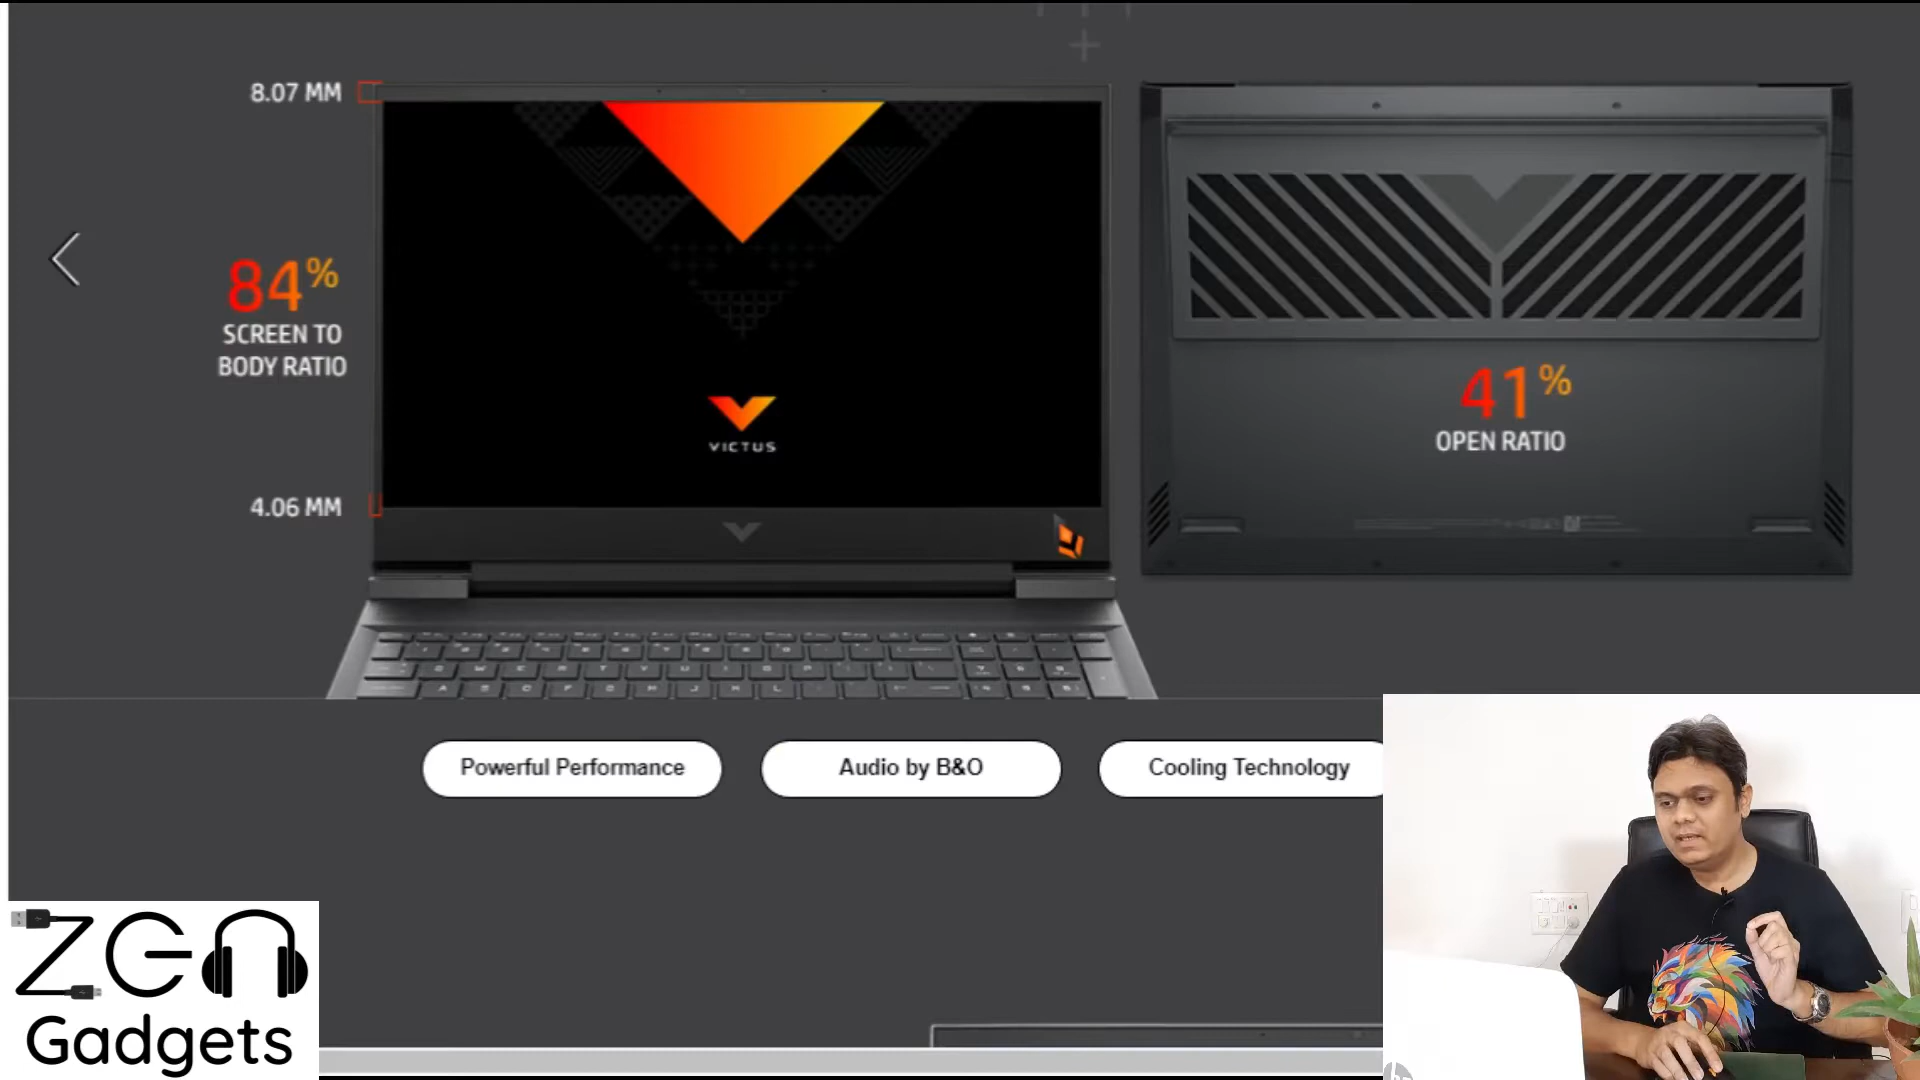 8.07 MM
84%
SCREEN TO
BODY RATIO
VICTUS
4.06 MM
41%
OPEN RATIO
Powerful Performance
Audio by B&O
Cooling Technology
ZGN
Gadgets